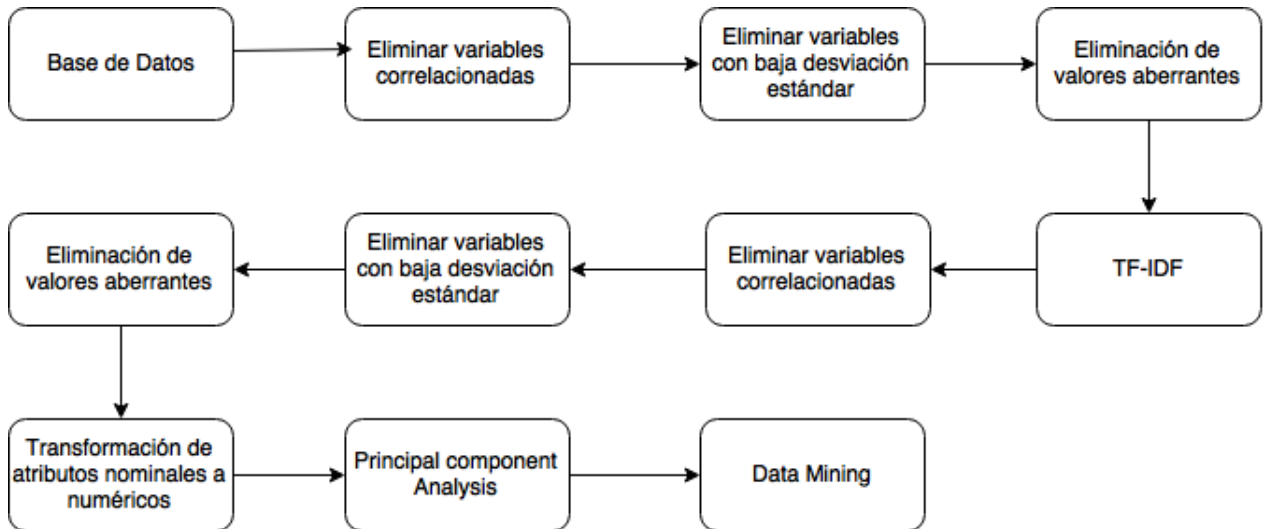 Base de Datos
Eliminar variables
correlacionadas
Eliminar variables
con baja desviación
estándar
Eliminación de
valores aberrantes
TF-IDF
Eliminar variables
correlacionadas
Eliminar variables
con baja desviación
estándar
Eliminación de
valores aberrantes
Transformación de
atributos nominales a
numéricos
Principal component
Analysis
Data Mining